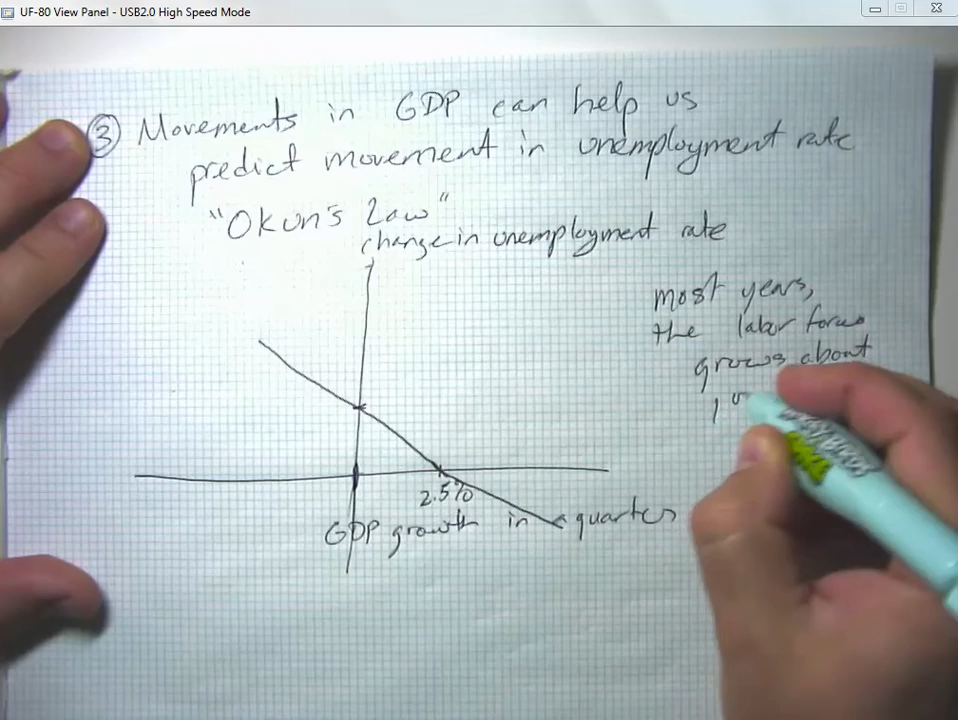 UF-80 View Panel - USB2.0 High Speed Mode
③ Movements in GDP can help us
predict movement in unemployment rate
"Okun's Law"
change in unemployment rate
most years,
the labor force
grows about
1
2.5%
GDP growth in a quarter